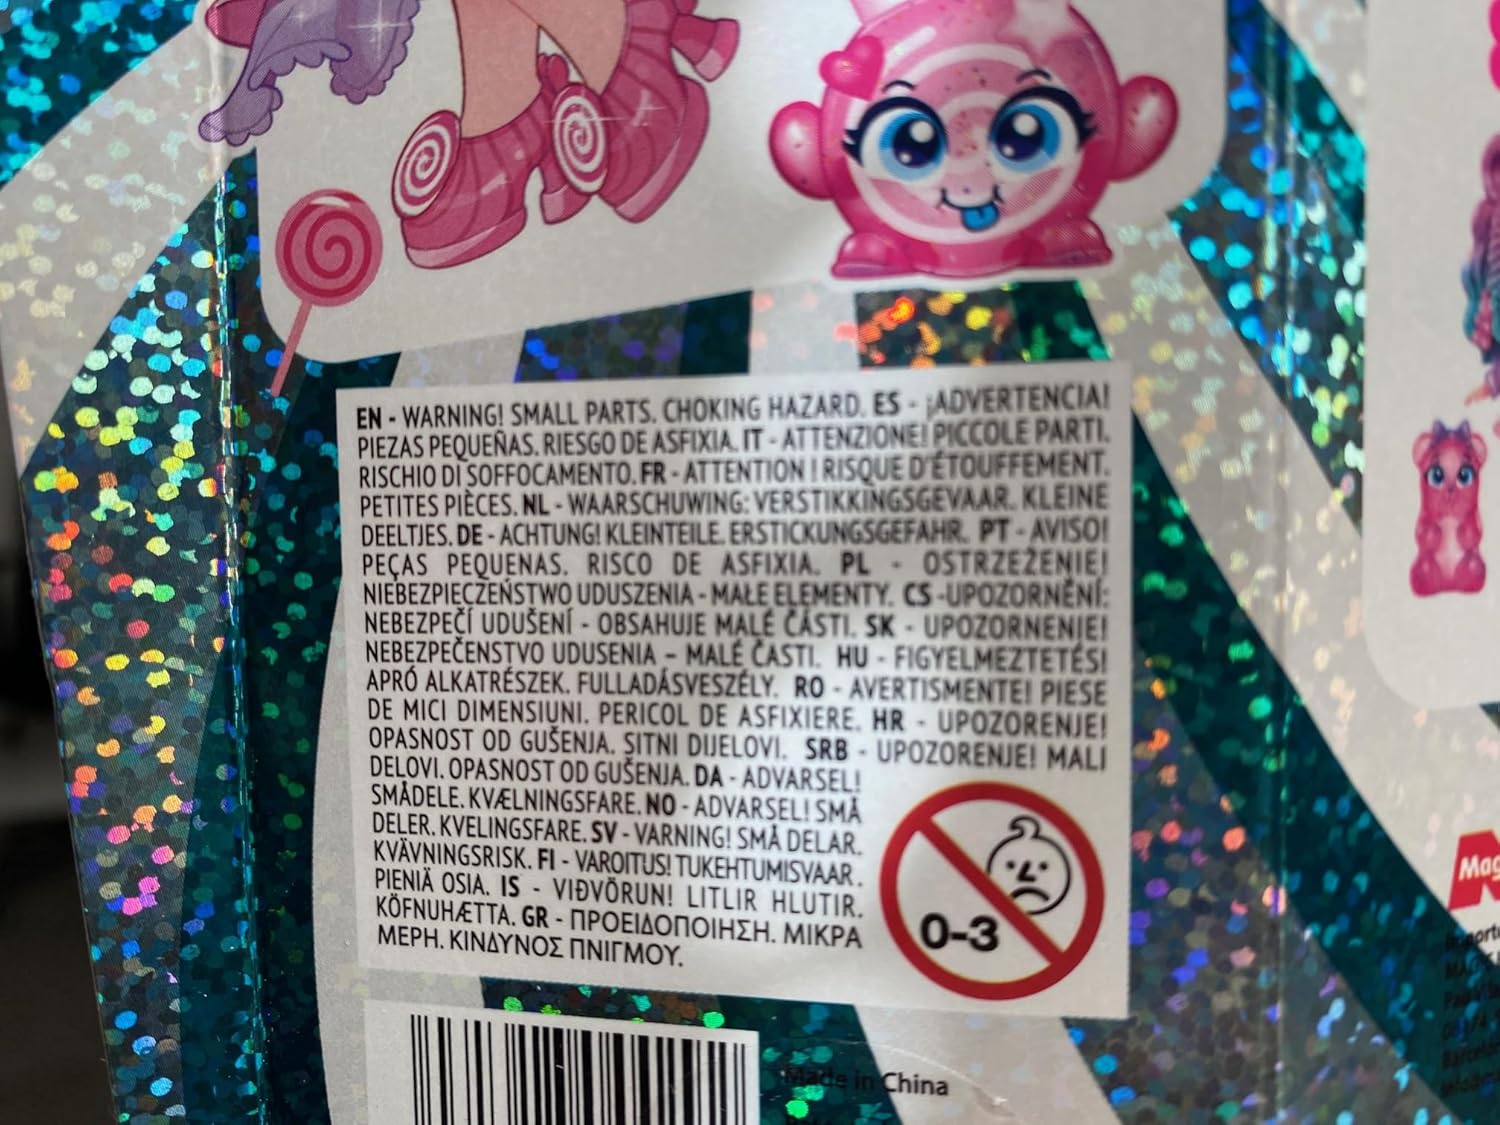 EN - WARNING! SMALL PARTS. CHOKING HAZARD. ES - ¡ADVERTENCIA!
PIEZAS PEQUEÑAS. RIESGO DE ASFIXIA. IT - ATTENZIONE! PICCOLE PARTI.
RISCHIO DI SOFFOCAMENTO. FR - ATTENTION ! RISQUE D'ÉTOUFFEMENT.
PETITES PIÈCES. NL - WAARSCHUWING: VERSTIKKINGSGEVAAR. KLEINE
DEELTJES. DE - ACHTUNG! KLEINTEILE. ERSTICKUNGSGEFAHR. PT - AVISO!
PEÇAS PEQUENAS. RISCO DE ASFIXIA. PL - OSTRZEŻENIE!
NIEBEZPIECZEŃSTWO UDUSZENIA - MAŁE ELEMENTY. CS -UPOZORNĚNÍ:
NEBEZPEČÍ UDUŠENÍ - OBSAHUJE MALÉ ČÁSTI. SK - UPOZORNENIE!
NEBEZPEČENSTVO UDUSENIA – MALÉ ČASTI. HU - FIGYELMEZTETÉS!
APRÓ ALKATRÉSZEK. FULLADÁSVESZÉLY. RO - AVERTISMENTE! PIESE
DE MICI DIMENSIUNI. PERICOL DE ASFIXIERE. HR - UPOZORENJE!
OPASNOST OD GUŠENJA. SITNI DIJELOVI. SRB - UPOZORENJE! MALI
DELOVI. OPASNOST OD GUŠENJA. DA - ADVARSEL!
SMÅDELE. KVÆLNINGSFARE. NO - ADVARSEL! SMÅ
DELER. KVELINGSFARE. SV - VARNING! SMÅ DELAR.
KVÄVNINGSRISK. FI - VAROITUS! TUKEHTUMISVAAR.
PIENIÄ OSIA. IS - VIÐVÖRUN! LITLIR HLUTIR.
KÖFNUHÆTTA. GR - ΠΡΟΕΙΔΟΠΟΙΗΣΗ. ΜΙΚΡΑ
ΜΕΡΗ. ΚΙΝΔΥΝΟΣ ΠΝΙΓΜΟΥ.
0-3
Made in China
Mag